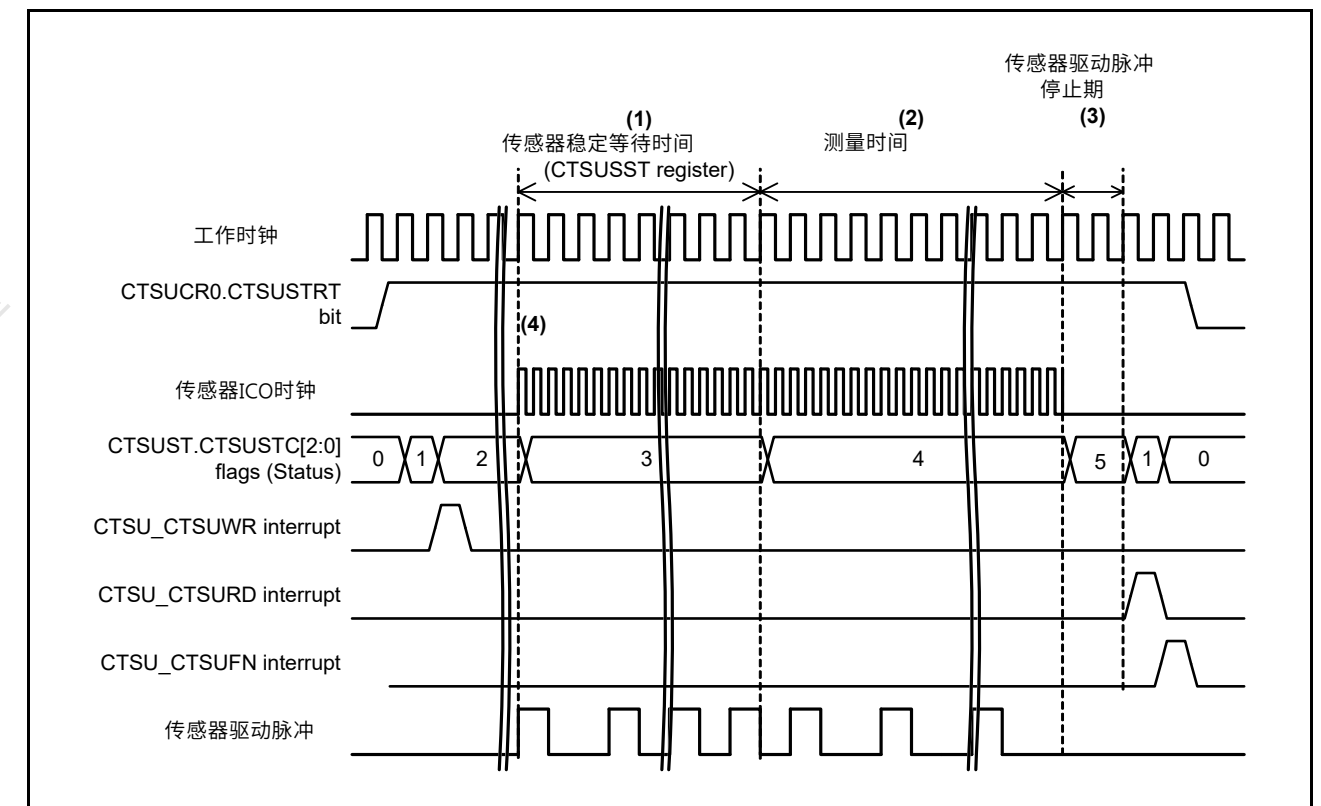 传感器驱动脉冲
停止期
(1)
(2)
(3)
传感器稳定等待时间
测量时间
(CTSUSST register)
工作时钟
CTSUCR0.CTSUSTRT
bit
(4)
传感器ICO时钟
CTSUST.CTSUSTC[2:0]
flags (Status)
0 1 2 3 4 5 1 0
CTSU_CTSUWR interrupt
CTSU_CTSURD interrupt
CTSU_CTSUFN interrupt
传感器驱动脉冲